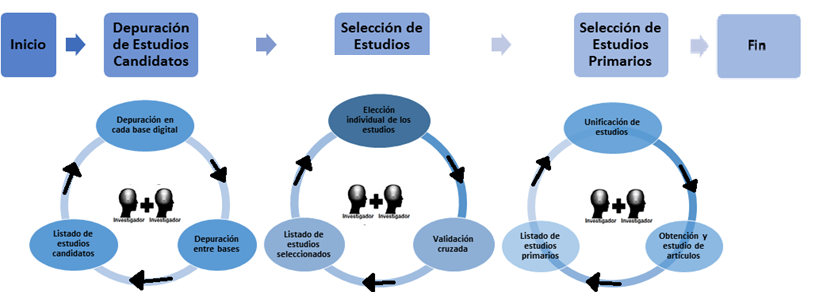 Inicio
Depuración
de Estudios
Candidatos
Selección de
Estudios
Selección de
Estudios
Primarios
Fin
Depuración en
cada base digital
Investigador
Investigador
Listado de
estudios
candidatos
Depuración
entre bases
Elección
individual de los
estudios
Investigador
Investigador
Listado de
estudios
seleccionados
Validación
cruzada
Unificación de
estudios
Investigador
Investigador
Listado de
estudios
primarios
Obtención y
estudio de
artículos